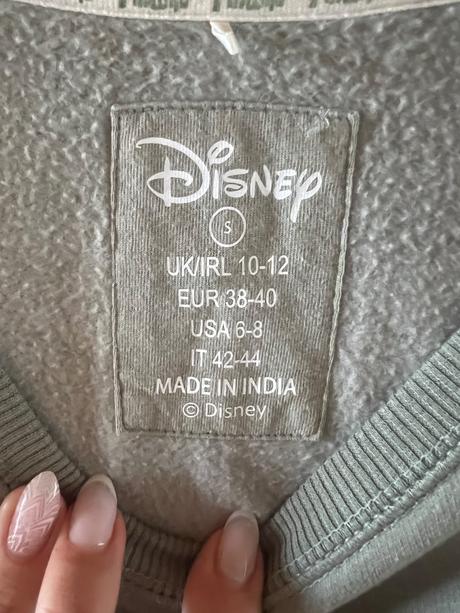 Disney
S
UK/IRL 10-12
EUR 38-40
USA 6-8
IT 42-44
MADE IN INDIA
© Disney